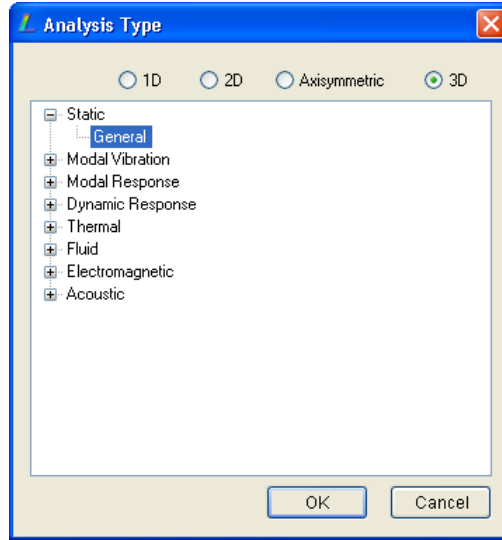 Analysis Type
1D 2D Axisymmetric 3D
Static
General
Modal Vibration
Modal Response
Dynamic Response
Thermal
Fluid
Electromagnetic
Acoustic
OK Cancel